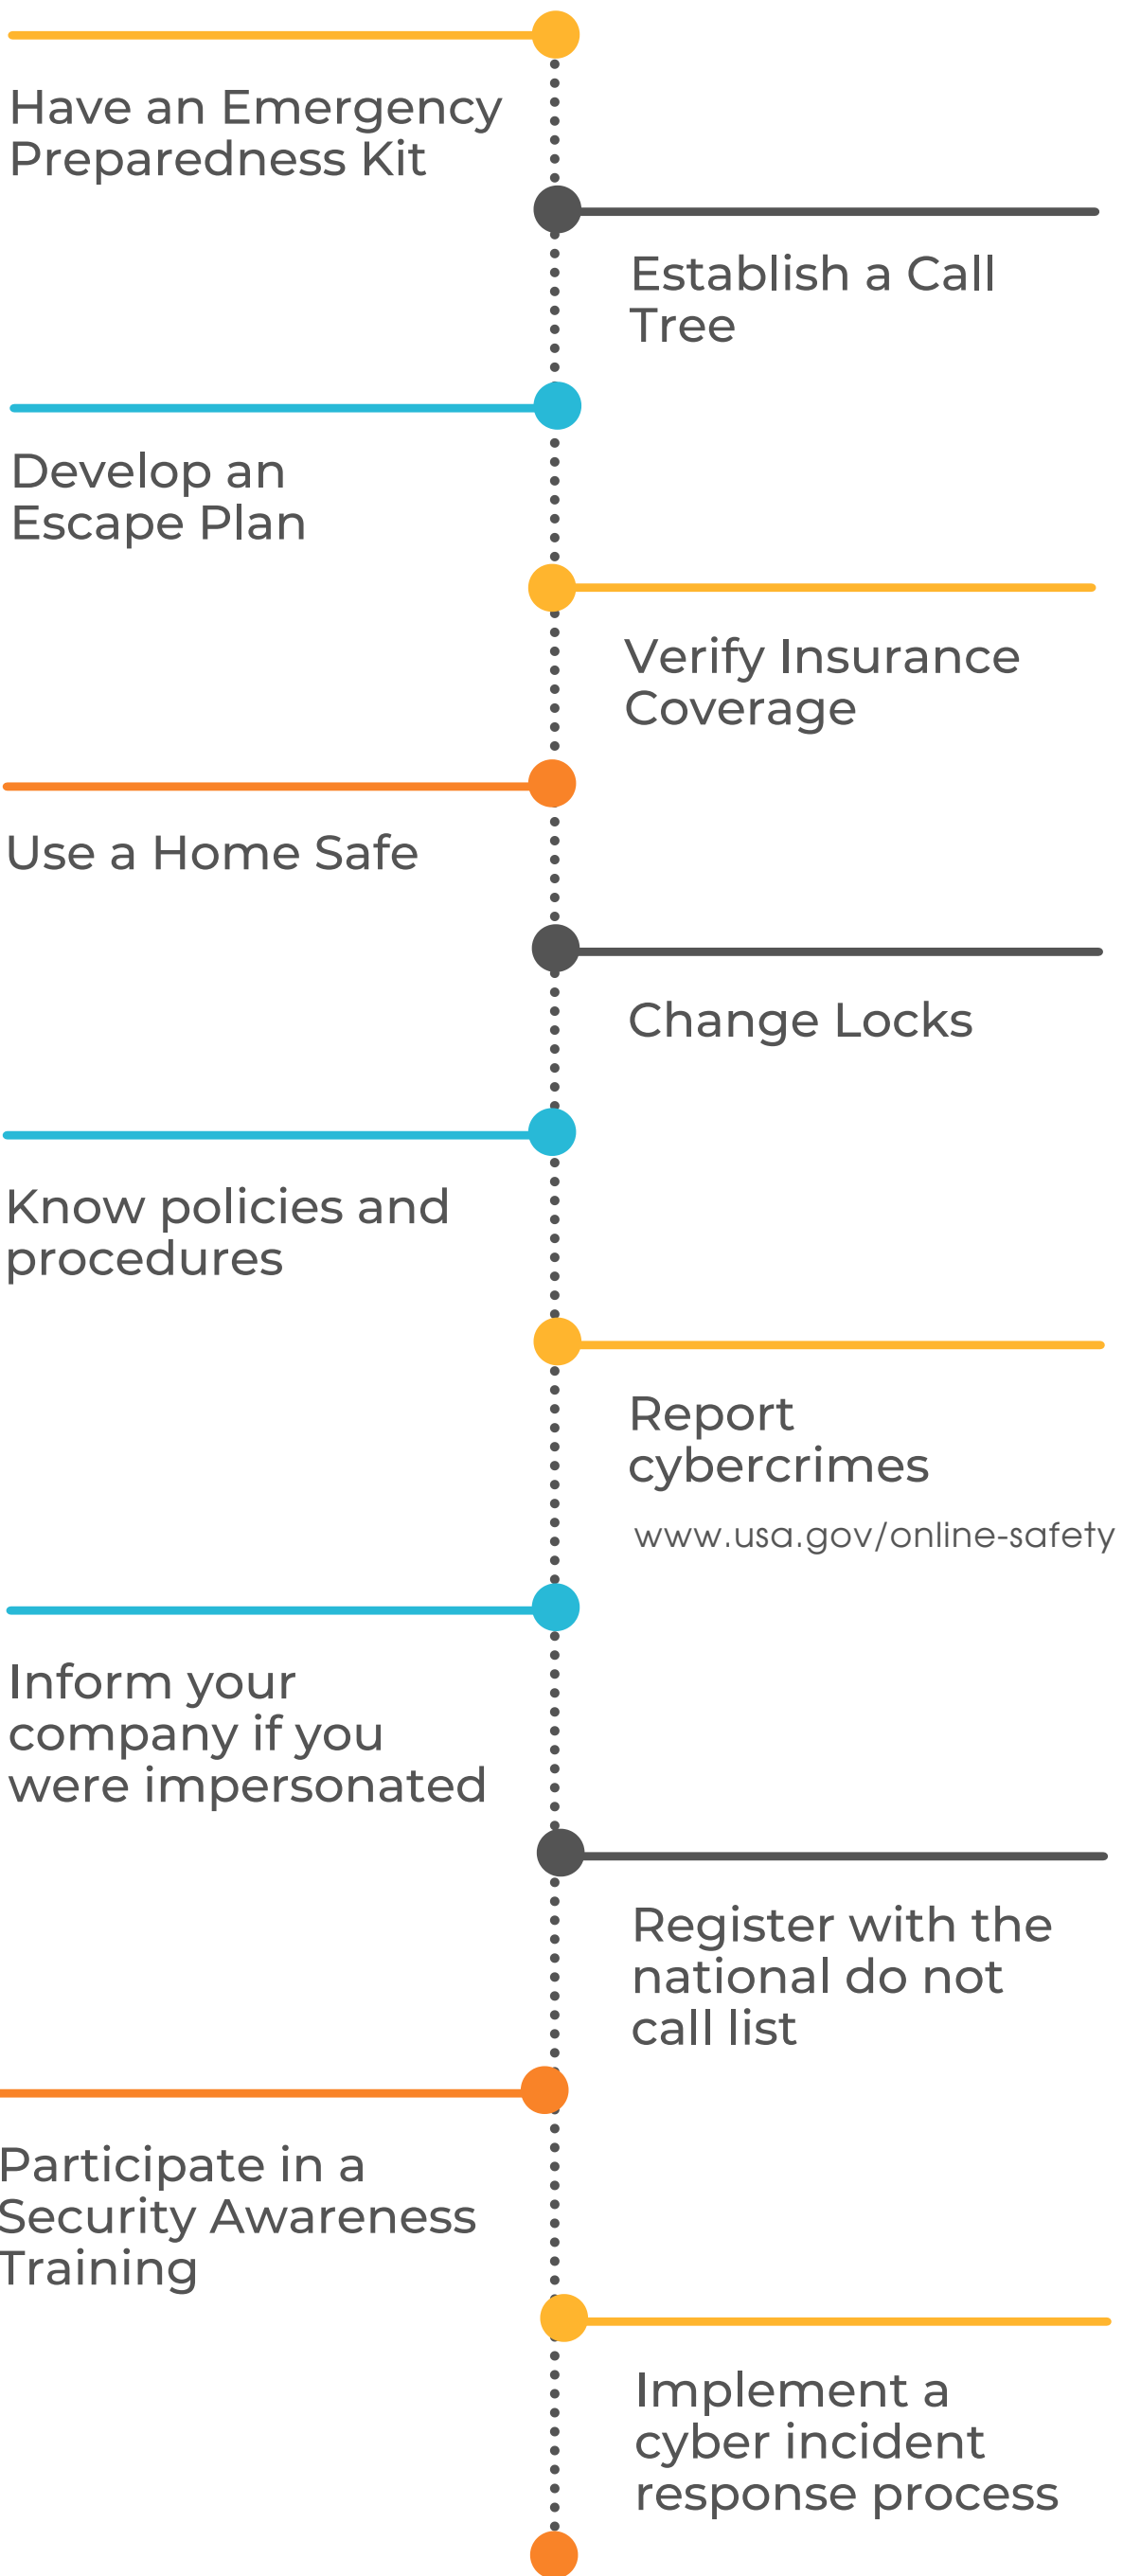 Have an Emergency
Preparedness Kit
Establish a Call
Tree
Develop an
Escape Plan
Verify Insurance
Coverage
Use a Home Safe
Change Locks
Know policies and
procedures
Report
cybercrimes
www.usa.gov/online-safety
Inform your
company if you
were impersonated
Register with the
national do not
call list
Participate in a
Security Awareness
Training
Implement a
cyber incident
response process